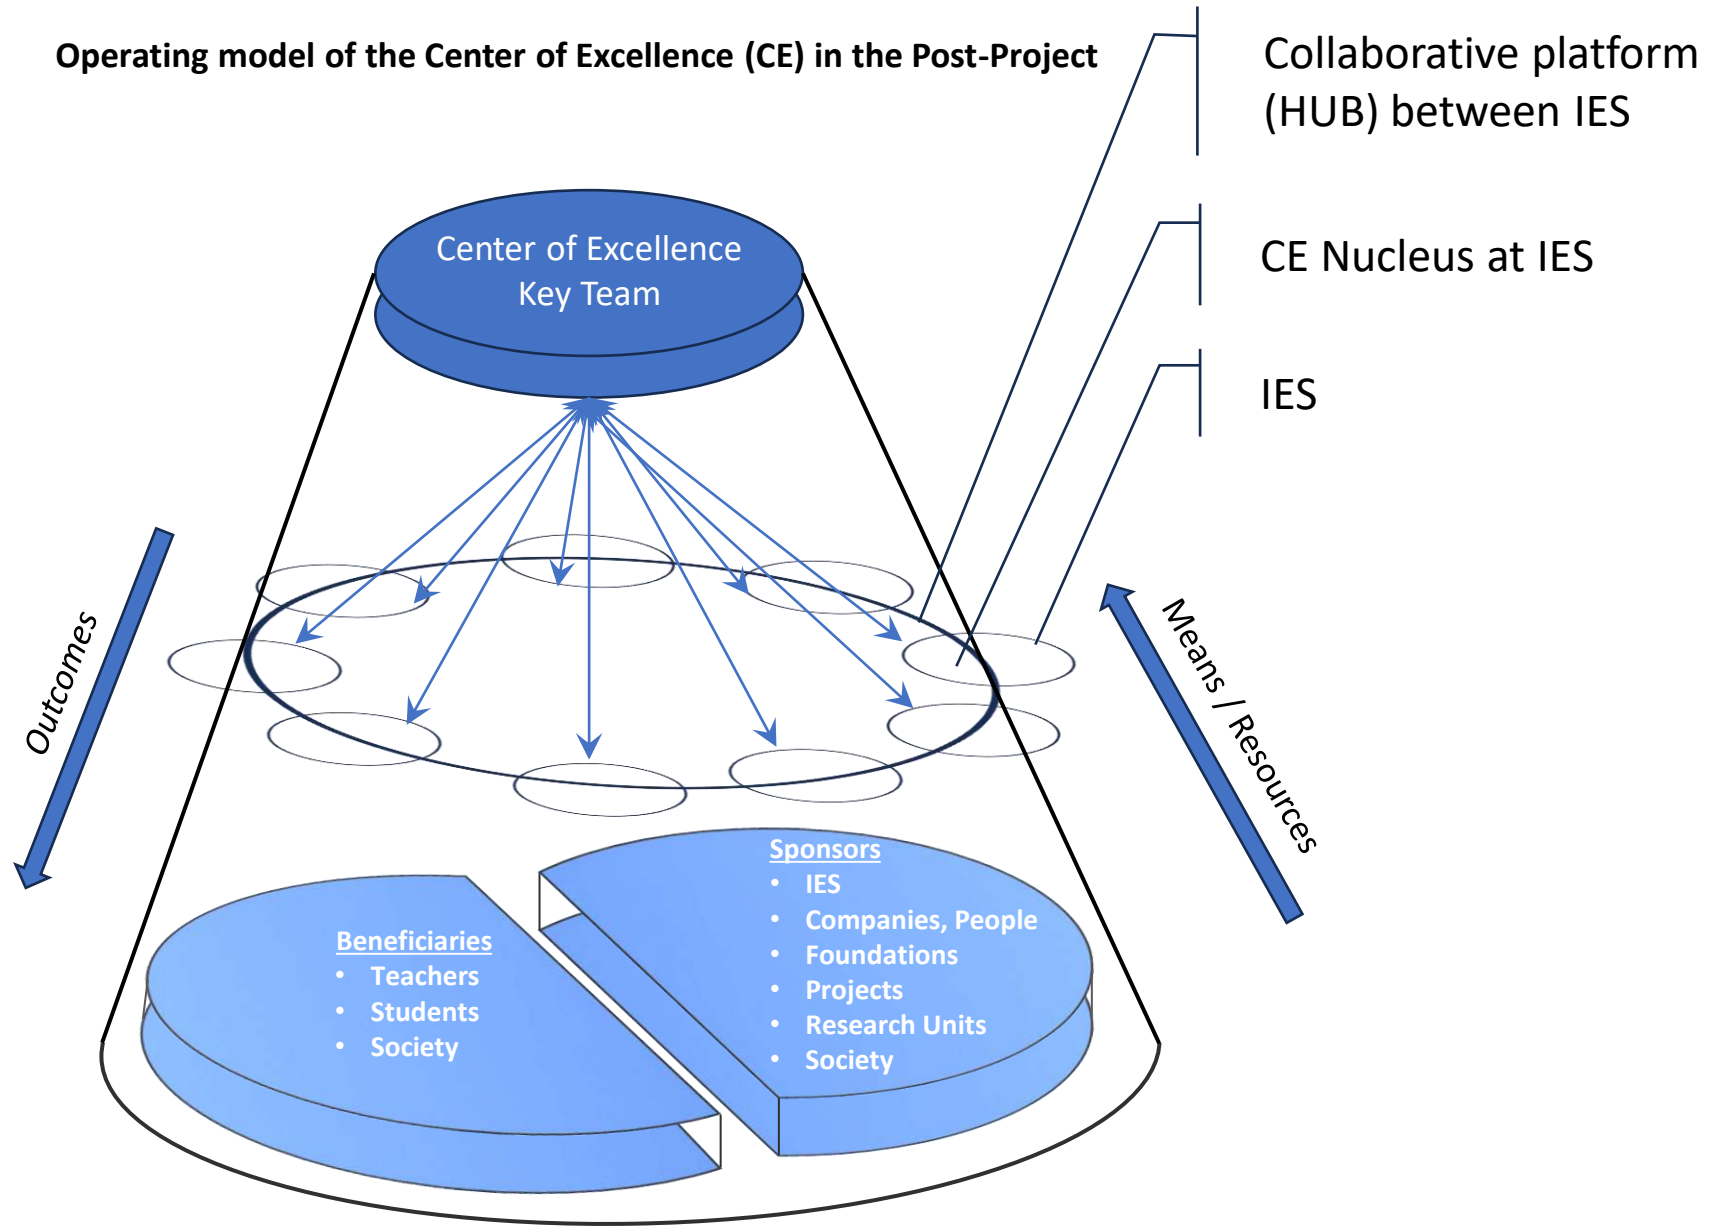 Operating model of the Center of Excellence (CE) in the Post-Project
Collaborative platform
(HUB) between IES
CE Nucleus at IES
IES
Center of Excellence
Key Team
Outcomes
Means / Resources
Beneficiaries
• Teachers
• Students
• Society
Sponsors
• IES
• Companies, People
• Foundations
• Projects
• Research Units
• Society